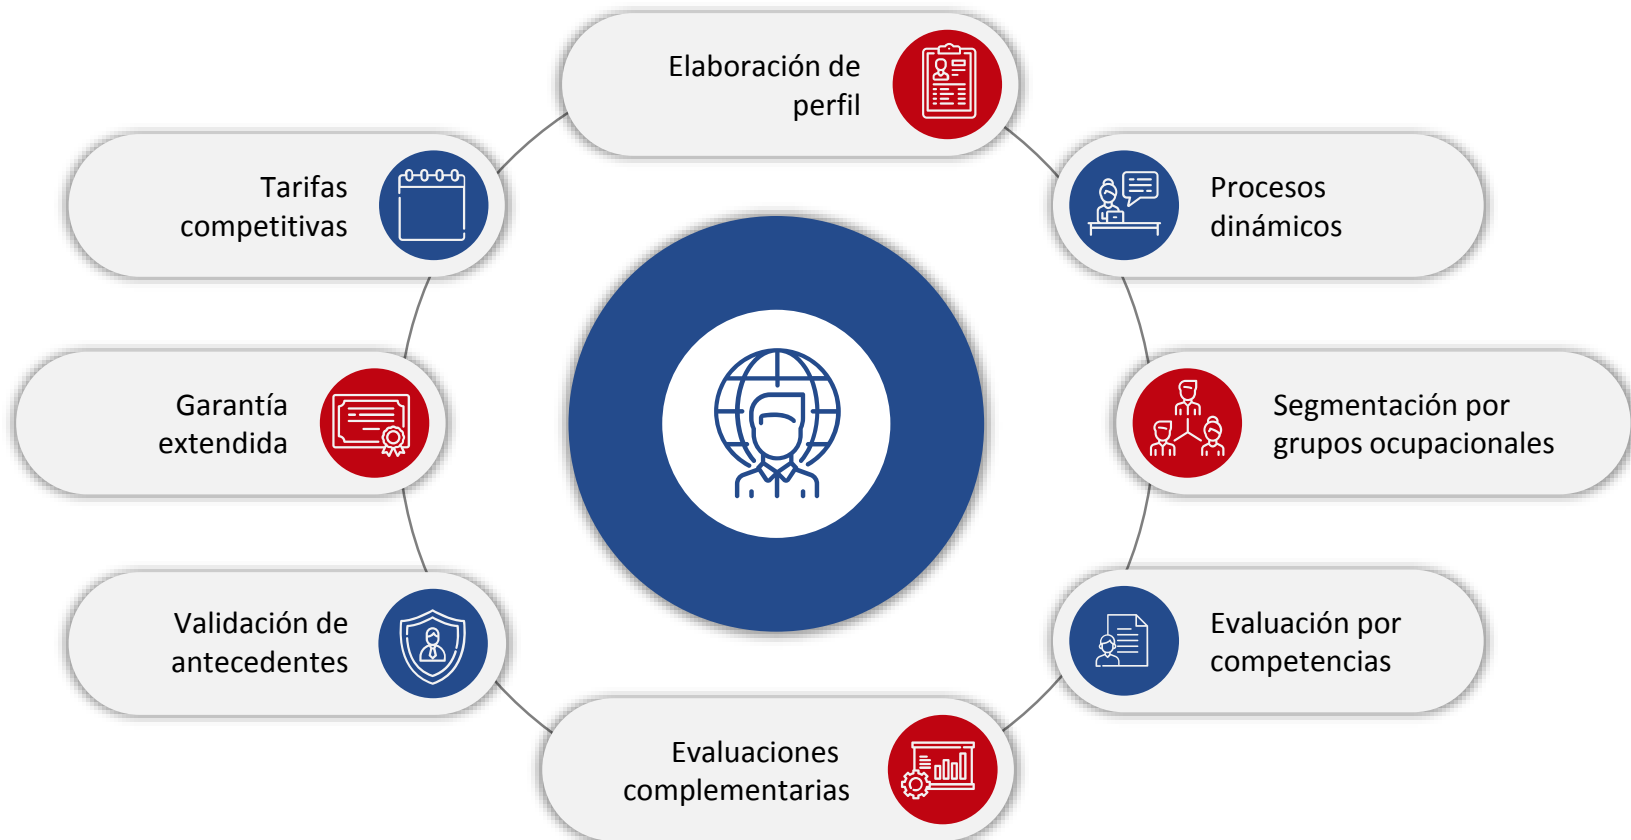 Elaboración de
perfil
Procesos
dinámicos
Segmentación por
grupos ocupacionales
Evaluación por
competencias
Evaluaciones
complementarias
Validación de
antecedentes
Garantía
extendida
Tarifas
competitivas